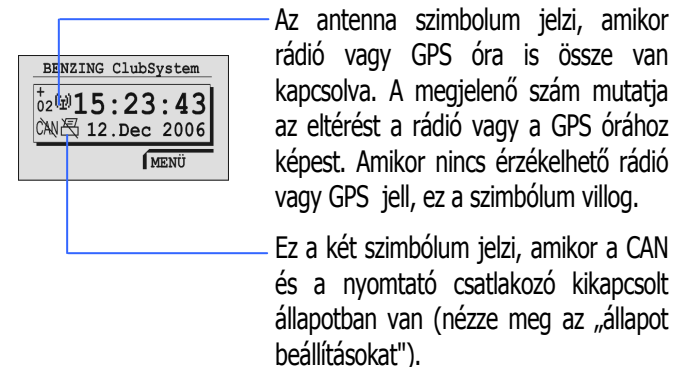 Az antenna szimbolum jelzi, amikor
rádió vagy GPS óra is össze van
kapcsolva. A megjelenő szám mutatja
az eltérést a rádió vagy a GPS órához
képest. Amikor nincs érzékelhető rádió
vagy GPS jell, ez a szimbólum villog.
BENZING ClubSystem
+
02 15:23:43
CAN 12.Dec 2006
MENÜ
Ez a két szimbólum jelzi, amikor a CAN
és a nyomtató csatlakozó kikapcsolt
állapotban van (nézze meg az „állapot
beállításokat").